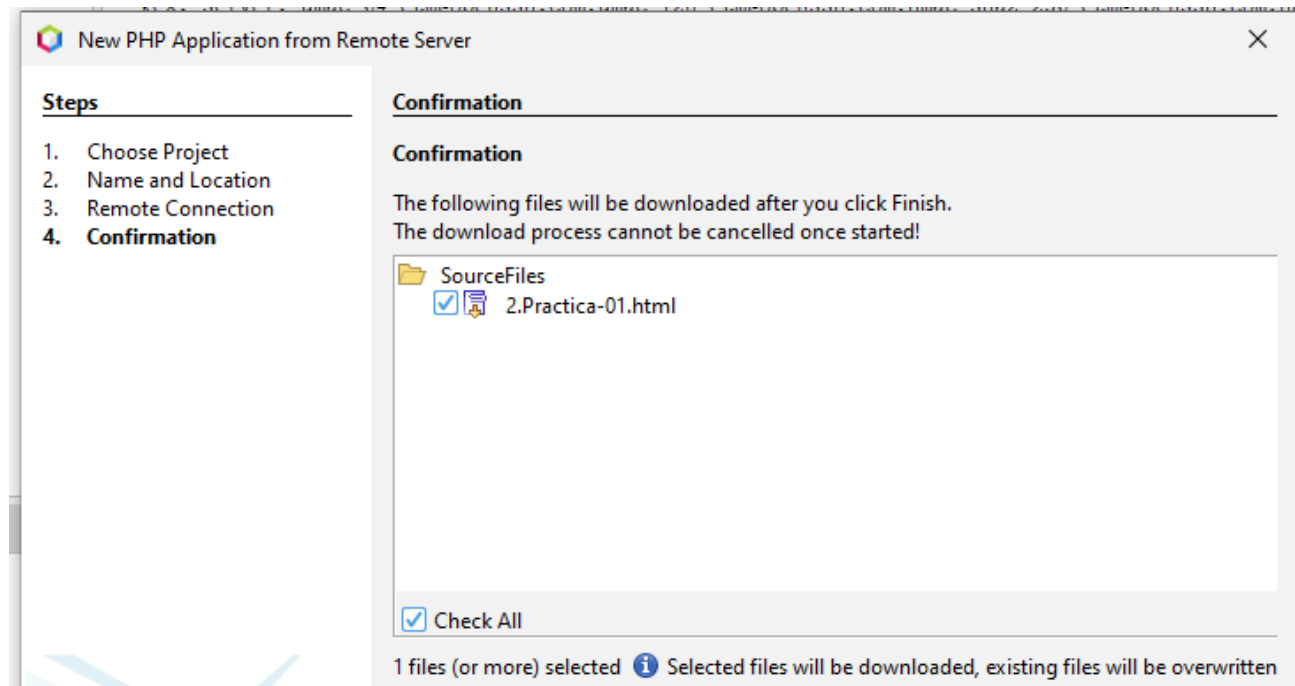 New PHP Application from Remote Server
Steps
1. Choose Project
2. Name and Location
3. Remote Connection
4. Confirmation
Confirmation
Confirmation
The following files will be downloaded after you click Finish.
The download process cannot be cancelled once started!
SourceFiles
2.Practica-01.html
Check All
1 files (or more) selected Selected files will be downloaded, existing files will be overwritten